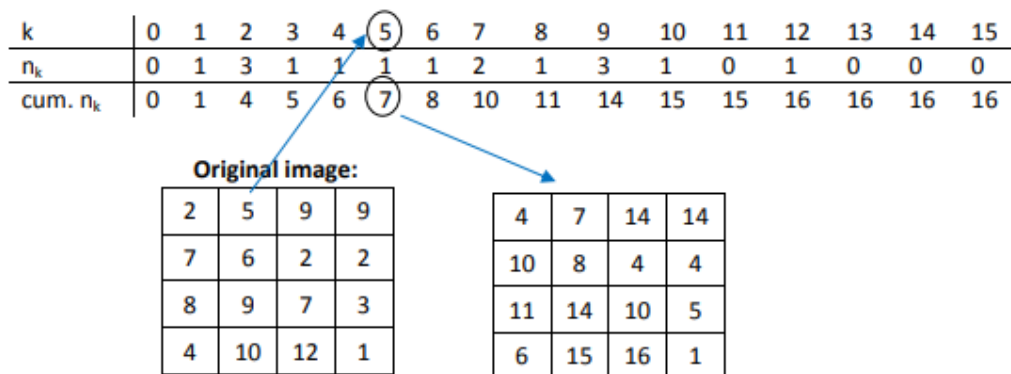 k 0 1 2 3 4 5 6 7 8 9 10 11 12 13 14 15
nk 0 1 3 1 1 1 1 2 1 3 1 0 1 0 0 0
cum. nk 0 1 4 5 6 7 8 10 11 14 15 15 16 16 16 16
Original image:
2 5 9 9
7 6 2 2
8 9 7 3
4 10 12 1
4 7 14 14
10 8 4 4
11 14 10 5
6 15 16 1